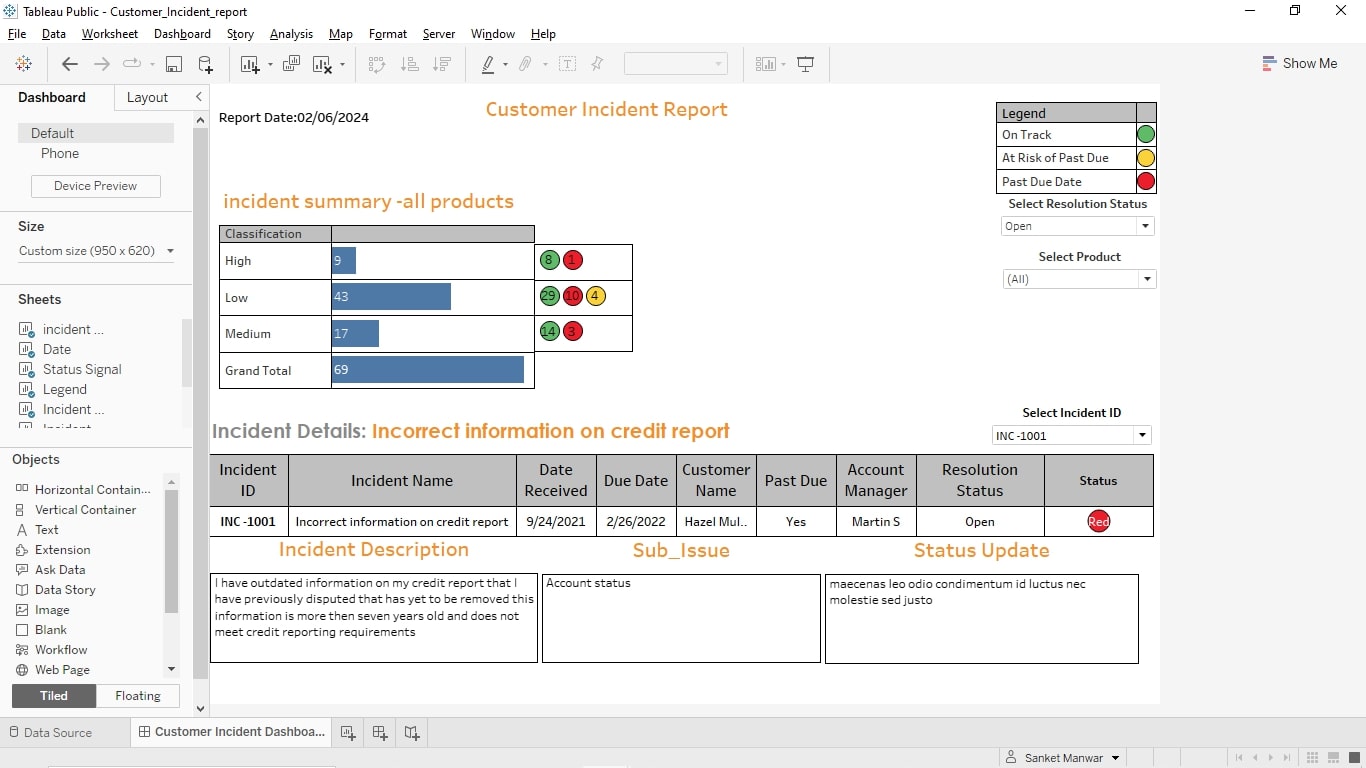 Tableau Public - Customer_Incident_report
File Data Worksheet Dashboard Story Analysis Map Format Server Window Help
Show Me
Dashboard Layout
Default
Phone
Device Preview
Size
Custom size (950 x 620)
Sheets
incident ...
Date
Status Signal
Legend
Incident ...
Objects
Horizontal Contain...
Vertical Container
Text
Extension
Ask Data
Data Story
Image
Blank
Workflow
Web Page
Tiled Floating
Report Date:02/06/2024
Customer Incident Report
Legend
On Track
At Risk of Past Due
Past Due Date
Select Resolution Status
Open
Select Product
(All)
incident summary -all products
Classification
High 9 8 1
Low 43 29 10 4
Medium 17 14 3
Grand Total 69
Select Incident ID
INC -1001
Incident Details: Incorrect information on credit report
Incident ID Incident Name Date Received Due Date Customer Name Past Due Account Manager Resolution Status Status
INC -1001 Incorrect information on credit report 9/24/2021 2/26/2022 Hazel Mul.. Yes Martin S Open Red
Incident Description
I have outdated information on my credit report that I
have previously disputed that has yet to be removed this
information is more then seven years old and does not
meet credit reporting requirements
Sub_Issue
Account status
Status Update
maecenas leo odio condimentum id luctus nec
molestie sed justo
Data Source Customer Incident Dashboa...
Sanket Manwar